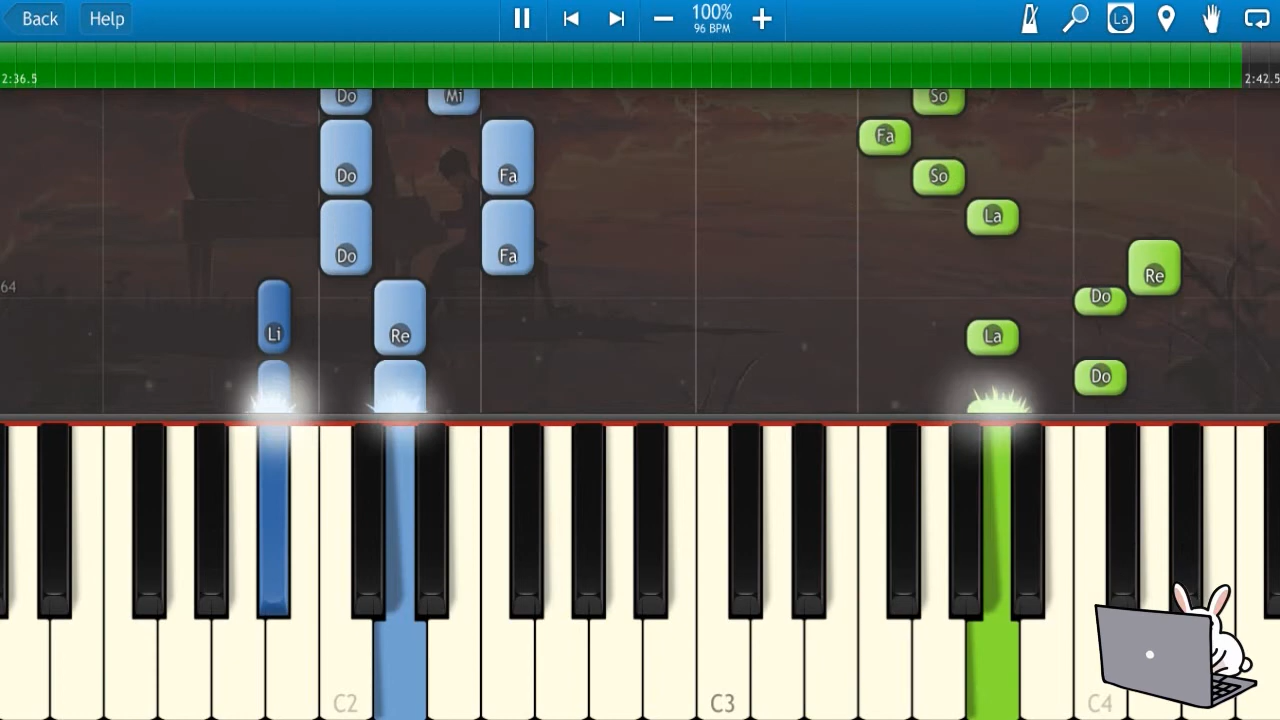 Back Help 100% La
96 BPM
2:36.5 2:42.5
Do Mi So
Fa
Do Fa So
La
Do Fa Re
64 Do
Li Re La
Do
C2 C3 C4